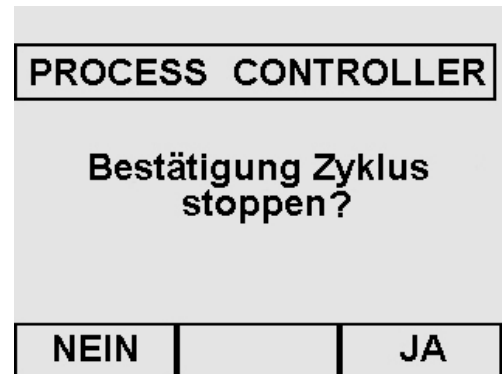 PROCESS CONTROLLER
Bestätigung Zyklus
stoppen?
NEIN JA